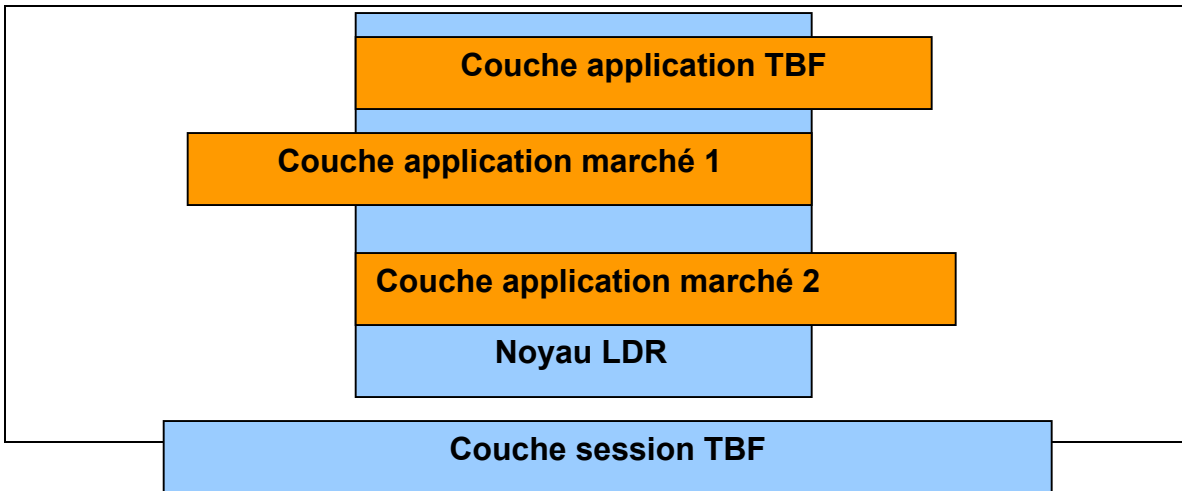 Couche application TBF
Couche application marché 1
Couche application marché 2
Noyau LDR
Couche session TBF